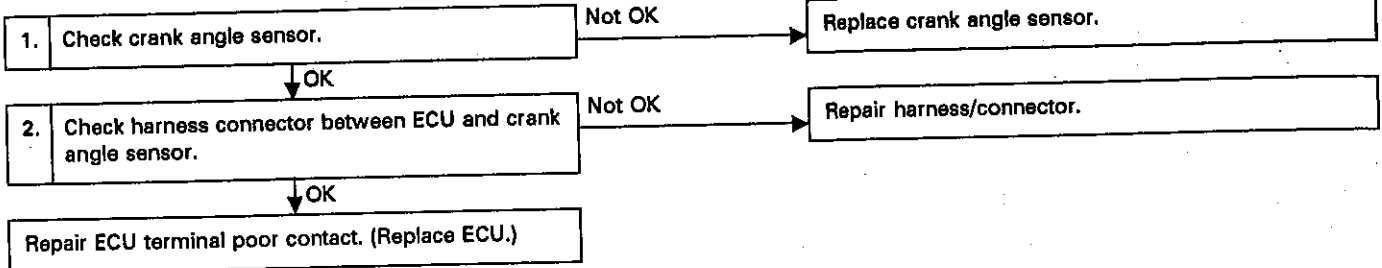 1. Check crank angle sensor.
Not OK
Replace crank angle sensor.
OK
2. Check harness connector between ECU and crank
angle sensor.
Not OK
Repair harness/connector.
OK
Repair ECU terminal poor contact. (Replace ECU.)